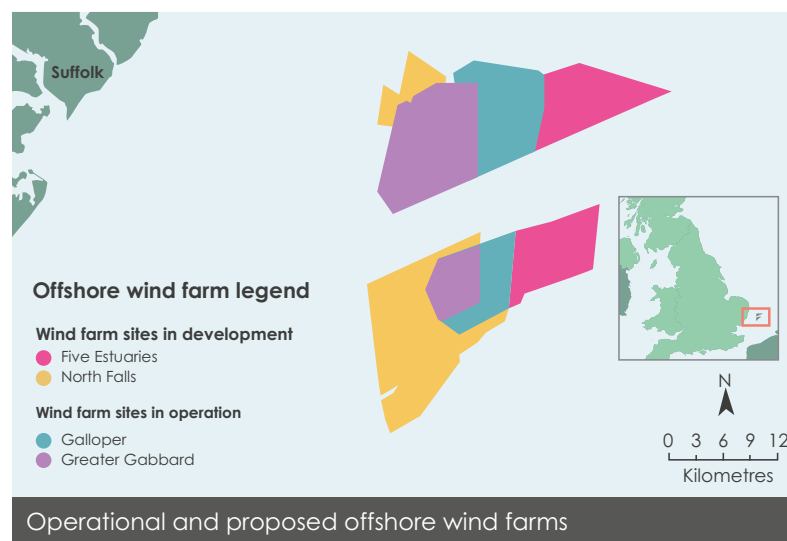 Suffolk
Offshore wind farm legend
Wind farm sites in development
Five Estuaries
North Falls
Wind farm sites in operation
Galloper
Greater Gabbard
N
0 3 6 9 12
Kilometres
Operational and proposed offshore wind farms